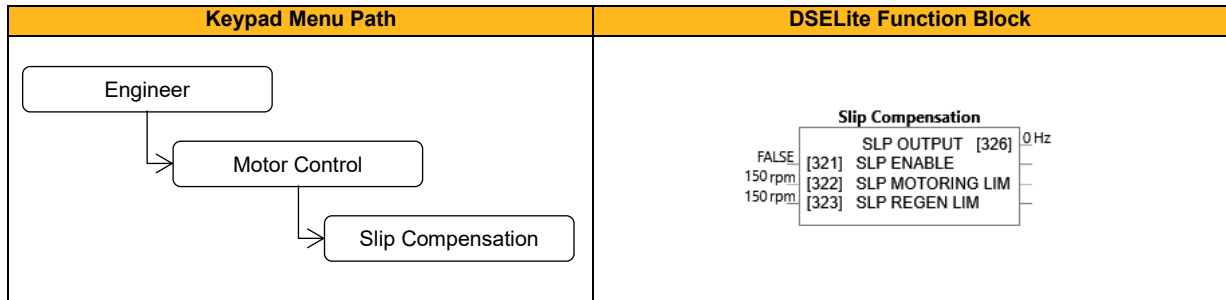 Keypad Menu Path
DSELite Function Block
Engineer
Motor Control
Slip Compensation
Slip Compensation
SLP OUTPUT [326] 0 Hz
FALSE [321] SLP ENABLE
150 rpm [322] SLP MOTORING LIM
150 rpm [323] SLP REGEN LIM